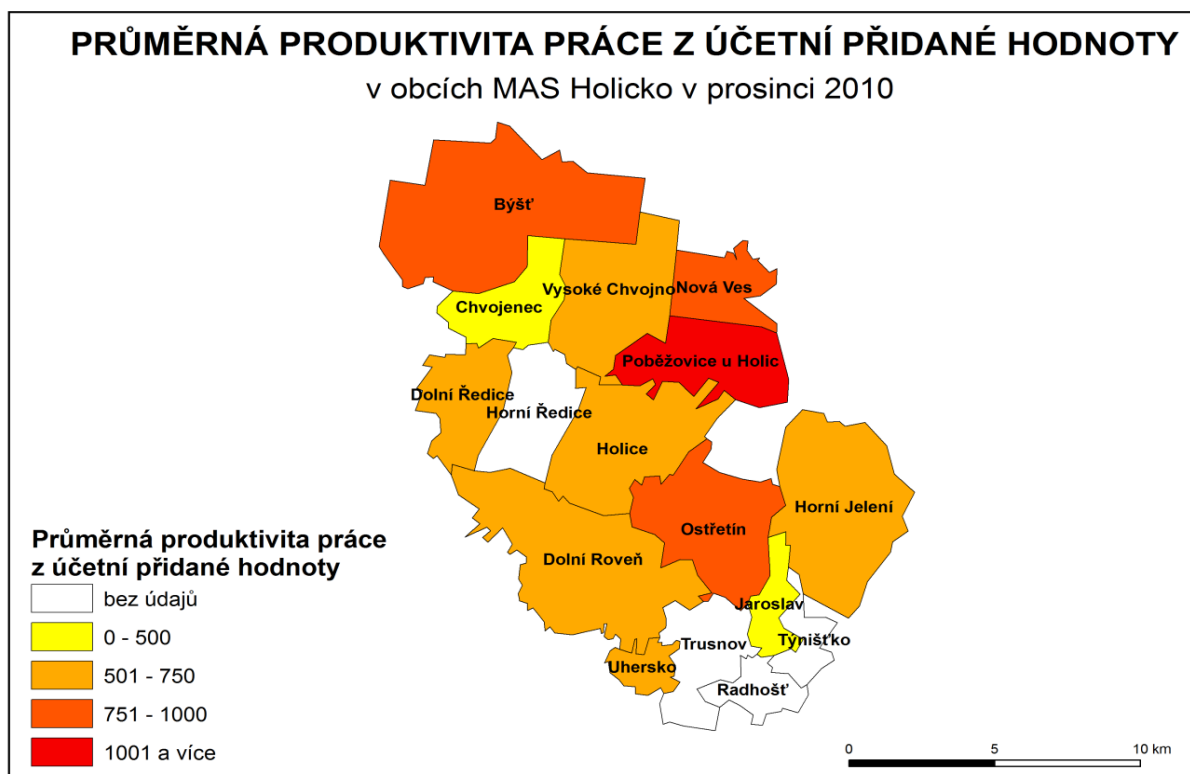 PRŮMĚRNÁ PRODUKTIVITA PRÁCE Z ÚČETNÍ PŘIDANÉ HODNOTY
v obcích MAS Holicko v prosinci 2010
Býšť
Vysoké Chvojno
Nová Ves
Chvojenec
Poběžovice u Holic
Dolní Ředice
Horní Ředice
Holice
Horní Jelení
Ostřetín
Dolní Roveň
Jaroslav
Trusnov
Týnišťko
Uhersko
Radhošť
Průměrná produktivita práce
z účetní přidané hodnoty
bez údajů
0 - 500
501 - 750
751 - 1000
1001 a více
0 5 10 km